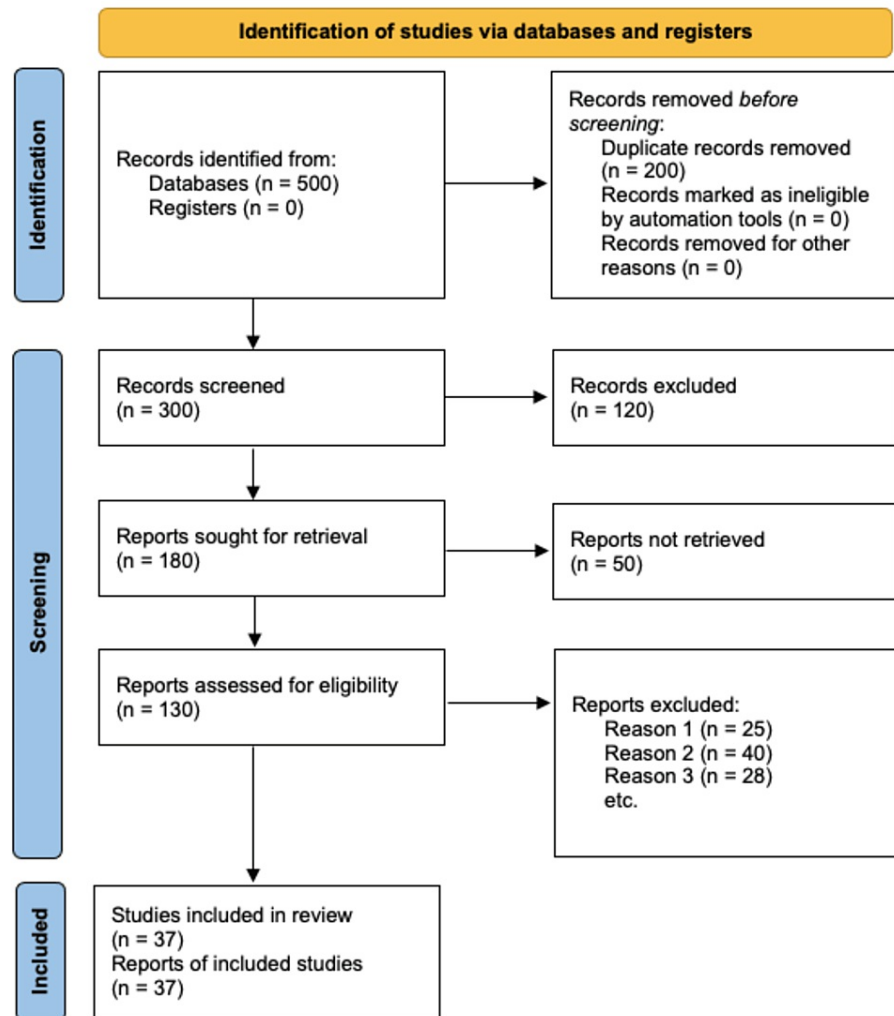 Identification of studies via databases and registers
Identification
Records identified from:
Databases (n = 500)
Registers (n = 0)
Records removed before
screening:
Duplicate records removed
(n = 200)
Records marked as ineligible
by automation tools (n = 0)
Records removed for other
reasons (n = 0)
Screening
Records screened
(n = 300)
Records excluded
(n = 120)
Reports sought for retrieval
(n = 180)
Reports not retrieved
(n = 50)
Reports assessed for eligibility
(n = 130)
Reports excluded:
Reason 1 (n = 25)
Reason 2 (n = 40)
Reason 3 (n = 28)
etc.
Included
Studies included in review
(n = 37)
Reports of included studies
(n = 37)